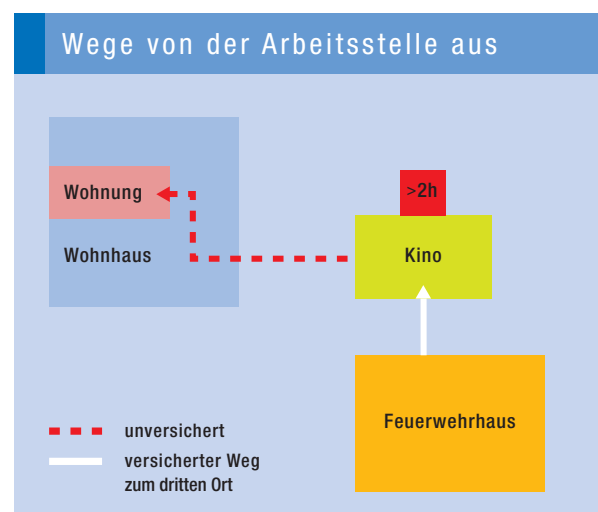 Wege von der Arbeitsstelle aus
>2h
Wohnung
Wohnhaus
Kino
Feuerwehrhaus
unversichert
versicherter Weg
zum dritten Ort